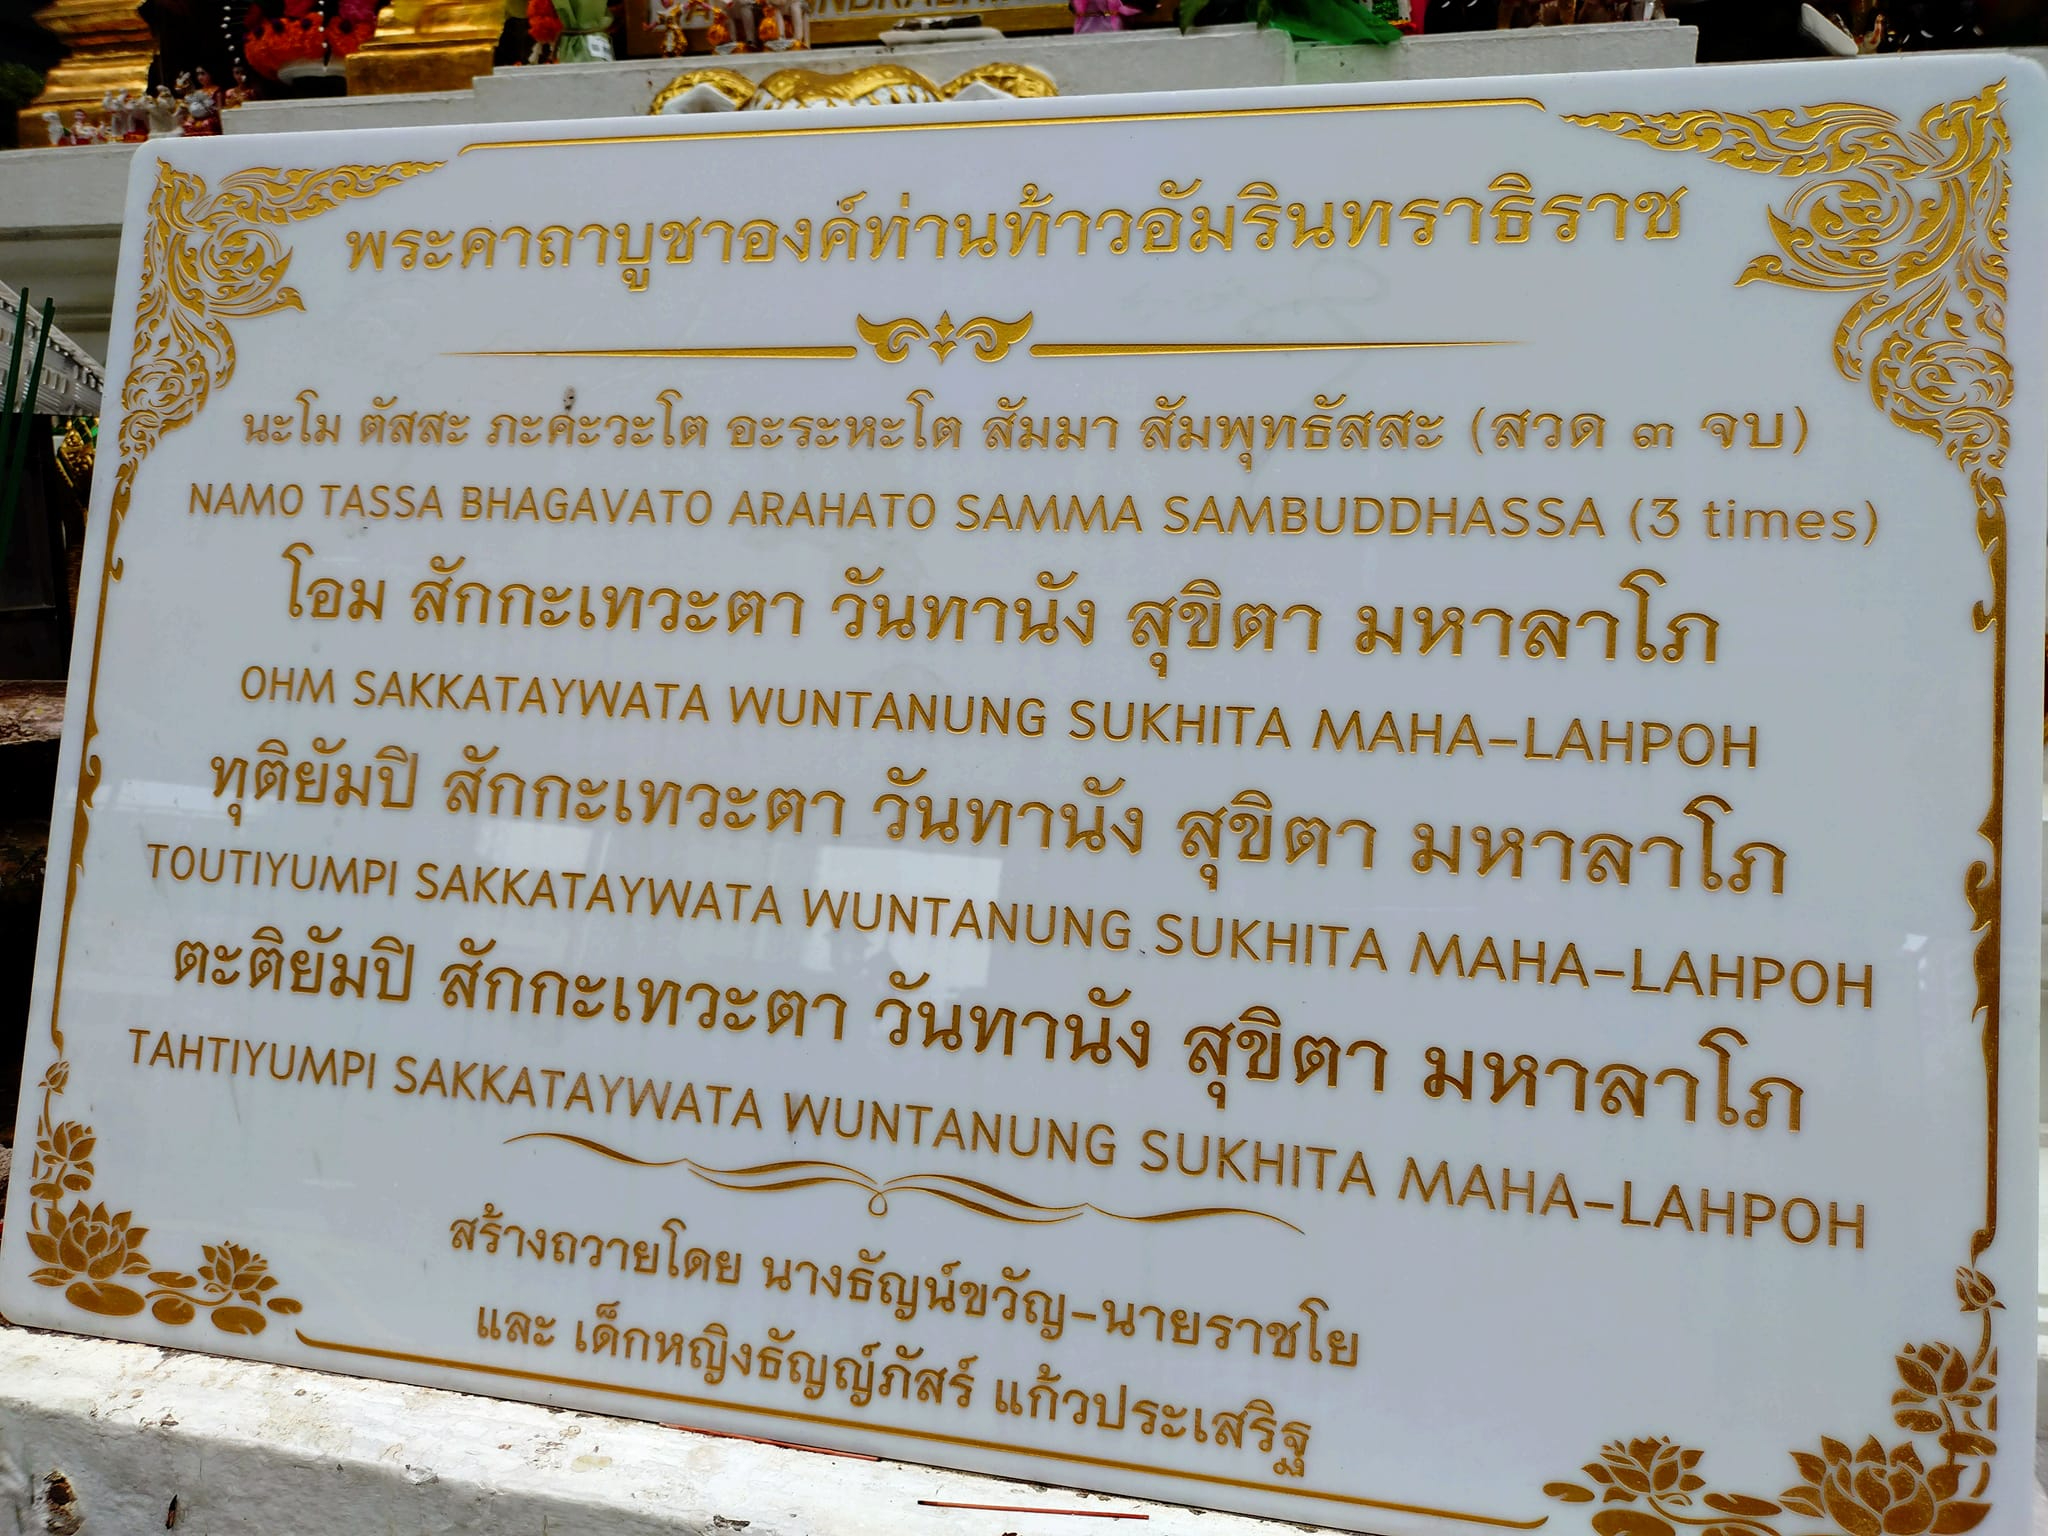 พระคาถาบูชาองค์ท่านท้าวอัมรินทราธิราช
นะโม ตัสสะ ภะคะวะโต อะระหะโต สัมมา สัมพุทธัสสะ (สวด ๓ จบ)
NAMO TASSA BHAGAVATO ARAHATO SAMMA SAMBUDDHASSA (3 times)
โอม สักกะเทวะตา วันทานัง สุขิตา มหาลาโภ
OHM SAKKATAYWATA WUNTANUNG SUKHITA MAHA-LAHPOH
ทุติยัมปิ สักกะเทวะตา วันทานัง สุขิตา มหาลาโภ
TOUTIYUMPI SAKKATAYWATA WUNTANUNG SUKHITA MAHA-LAHPOH
ตะติยัมปิ สักกะเทวะตา วันทานัง สุขิตา มหาลาโภ
TAHTIYUMPI SAKKATAYWATA WUNTANUNG SUKHITA MAHA-LAHPOH
สร้างถวายโดย นางธัญน์ขวัญ-นายราชโย
และ เด็กหญิงธัญญ์ภัสร์ แก้วประเสริฐ